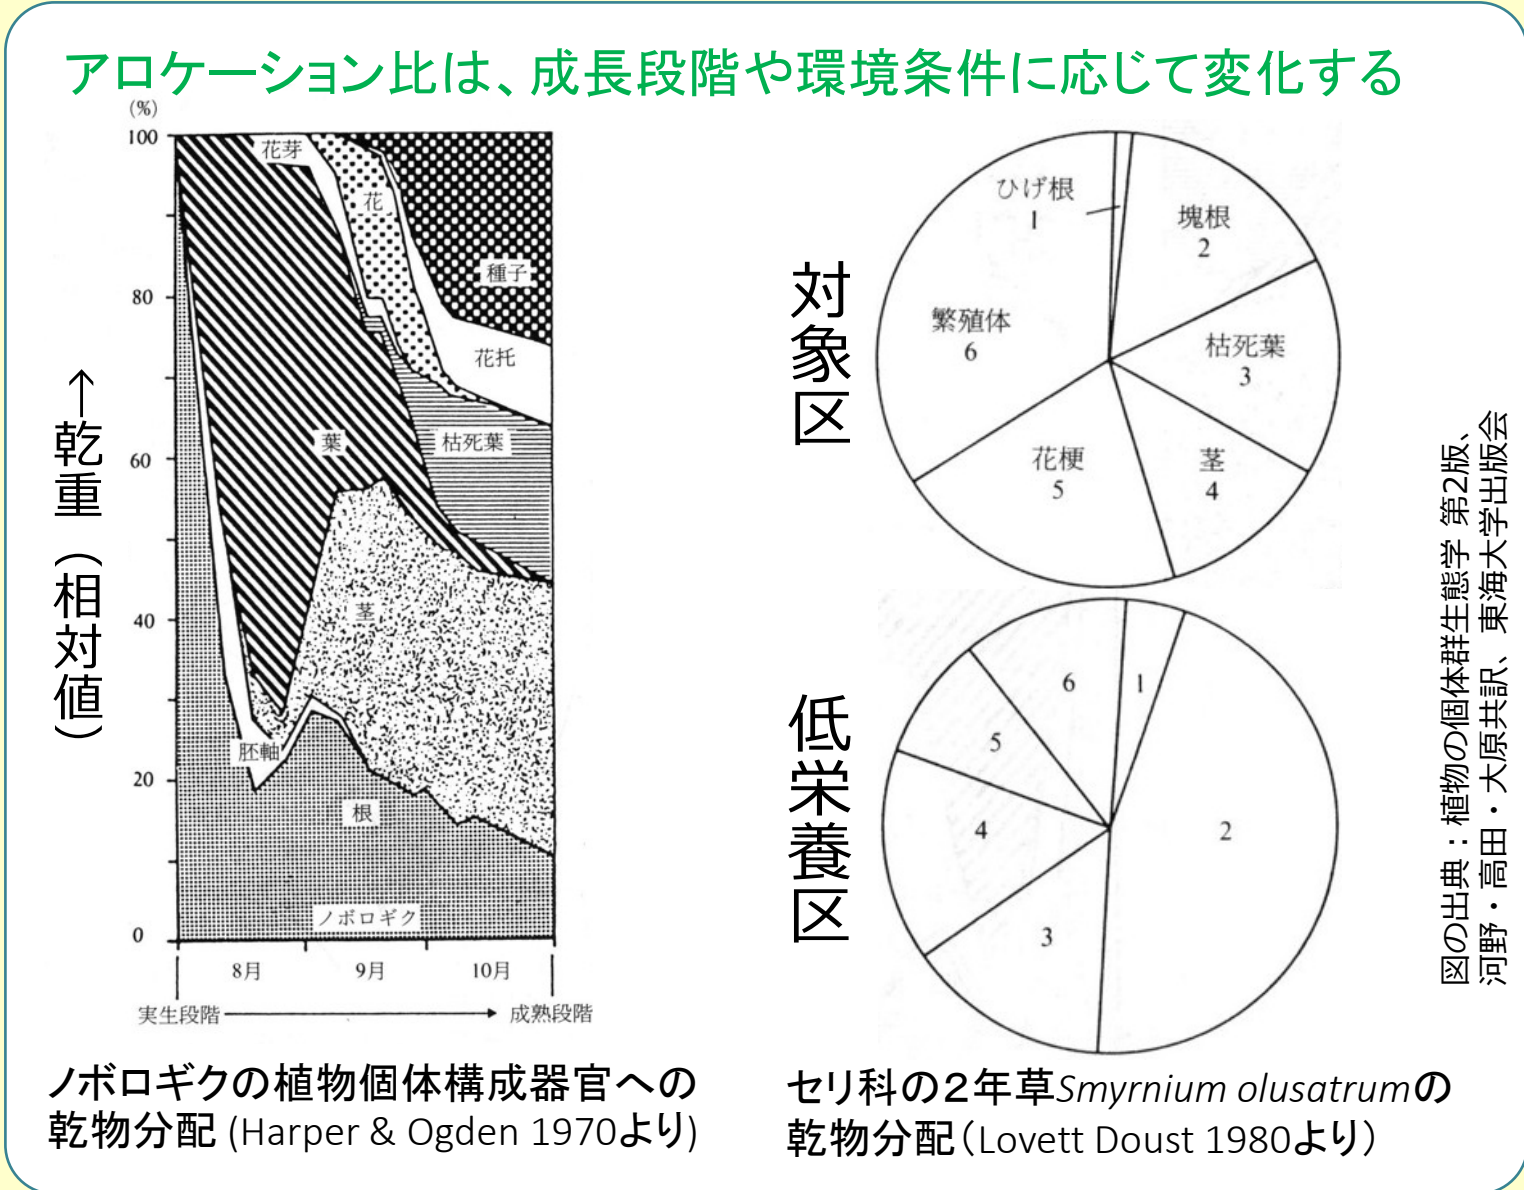 アロケーション比は、成長段階や環境条件に応じて変化する
(%)
100
80
60
40
20
0
↑乾重（相対値）
花芽
花
種子
花托
葉
枯死葉
茎
胚軸
根
ノボロギク
8月
9月
10月
実生段階
成熟段階
ノボロギクの植物個体構成器官への
乾物分配 (Harper & Ogden 1970より)
対象区
ひげ根
1
塊根
2
枯死葉
3
茎
4
花梗
5
繁殖体
6
低栄養区
1
2
3
4
5
6
セリ科の２年草Smyrnium olusatrumの
乾物分配（Lovett Doust 1980より）
図の出典：植物の個体群生態学 第2版、
河野・高田・大原共訳、東海大学出版会